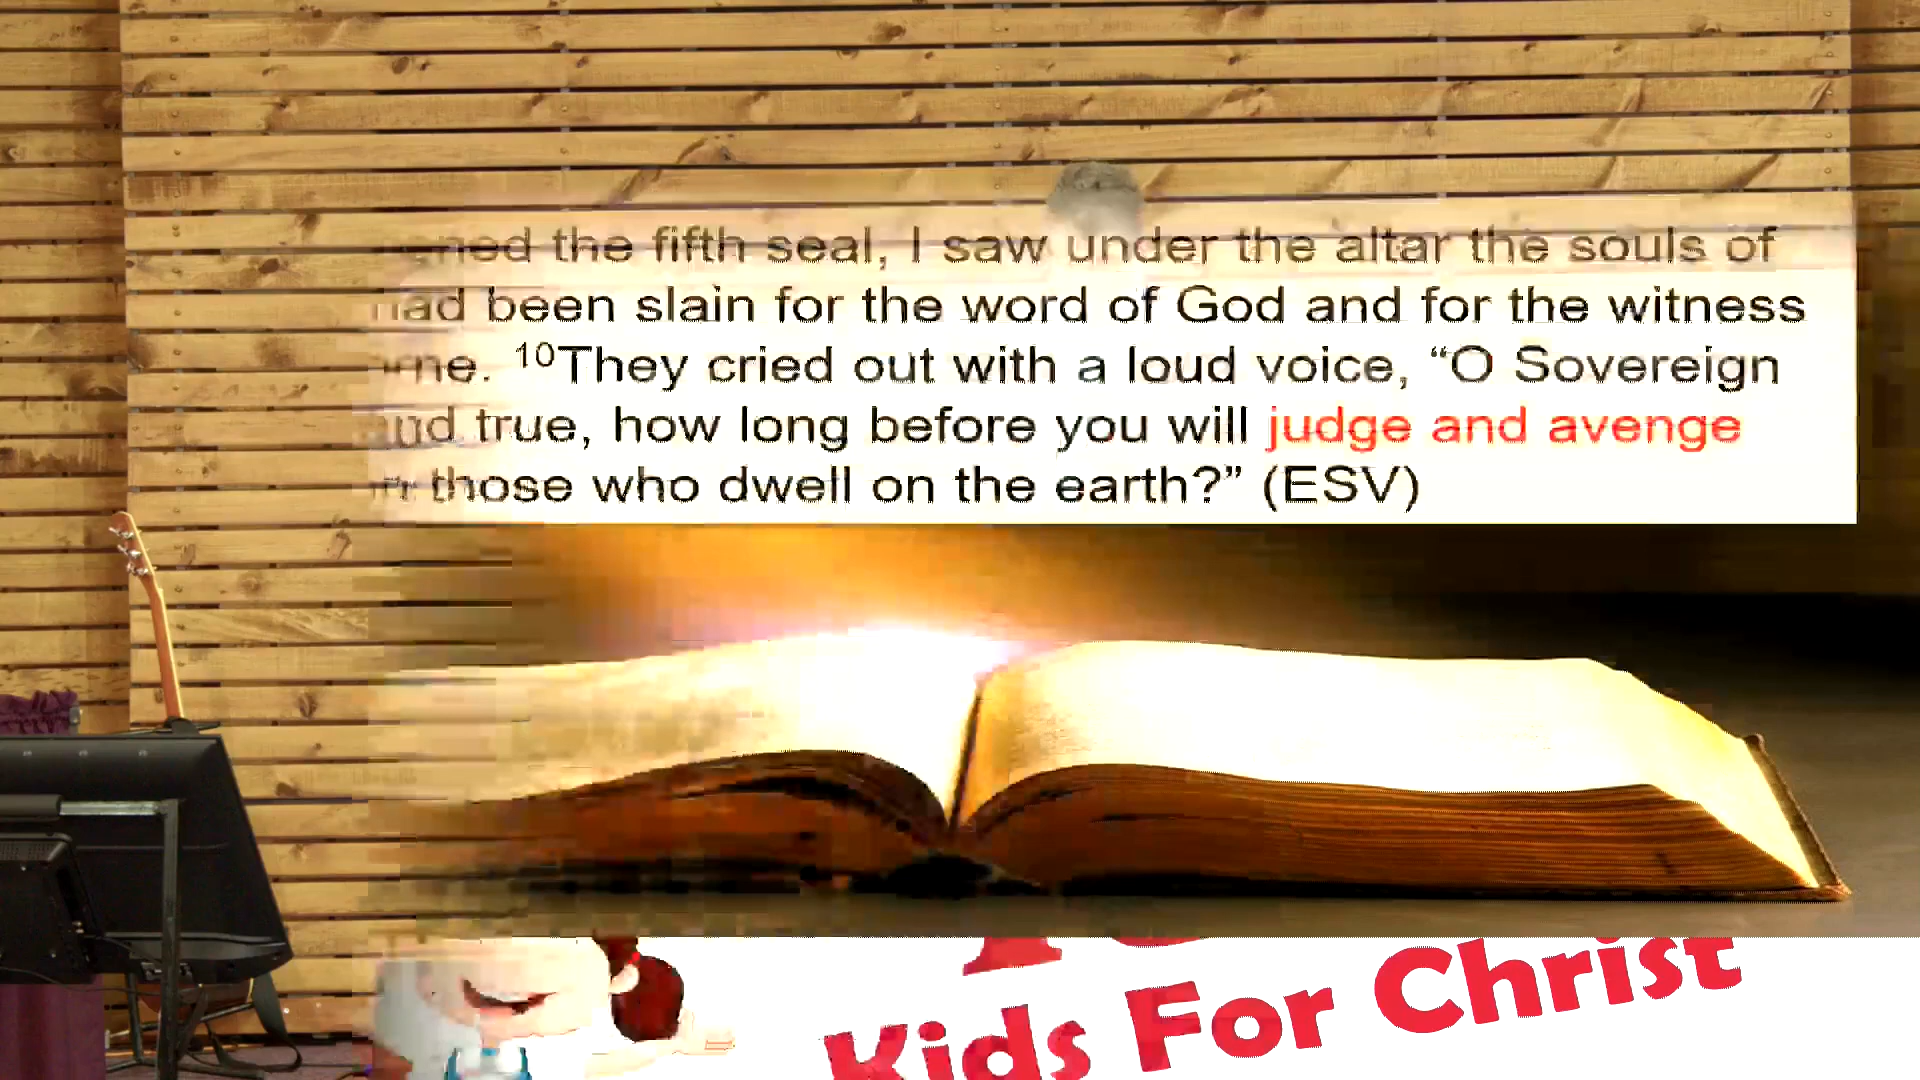 the fifth seal, I saw under the altar the souls of
had been slain for the word of God and for the witness
¹⁰They cried out with a loud voice, “O Sovereign
and true, how long before you will judge and avenge
those who dwell on the earth?” (ESV)
Kids For Christ